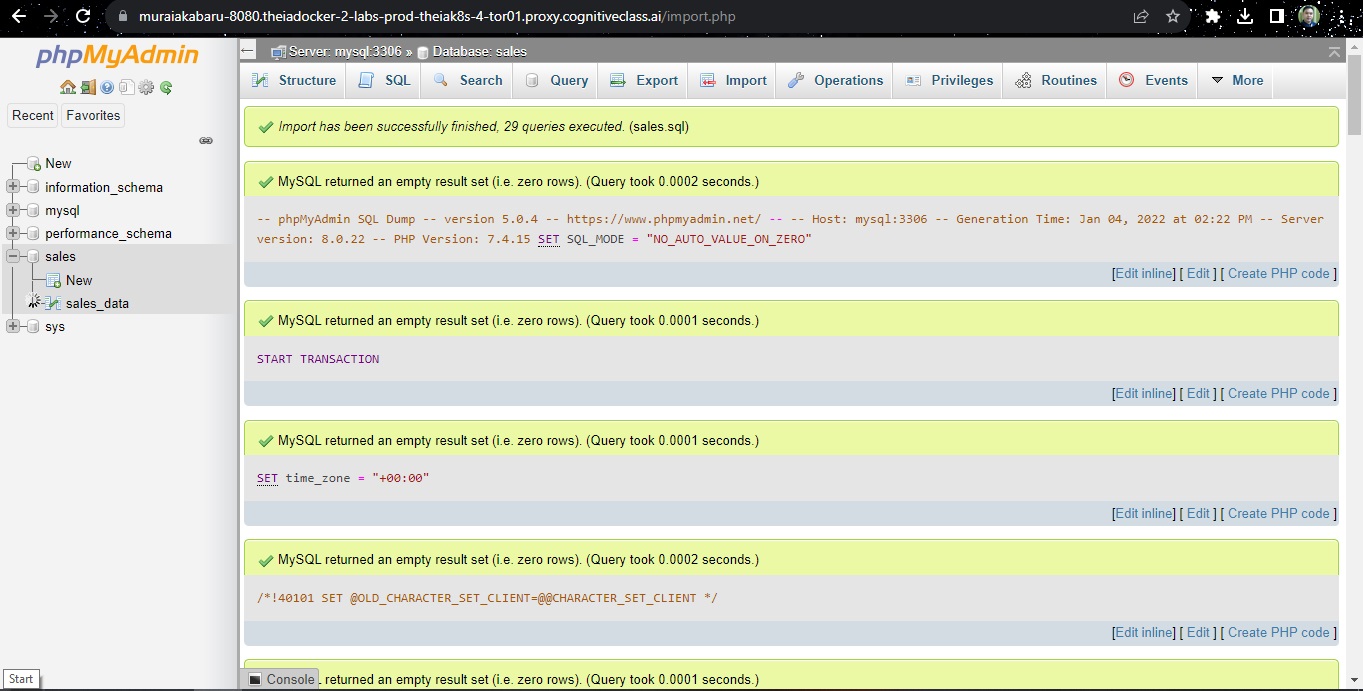 muraiakabaru-8080.theiadocker-2-labs-prod-theiak8s-4-tor01.proxy.cognitiveclass.ai/import.php
phpMyAdmin
Recent Favorites
New
information_schema
mysql
performance_schema
sales
New
sales_data
sys
Server: mysql:3306 » Database: sales
Structure SQL Search Query Export Import Operations Privileges Routines Events More
Import has been successfully finished, 29 queries executed. (sales.sql)
MySQL returned an empty result set (i.e. zero rows). (Query took 0.0002 seconds.)
-- phpMyAdmin SQL Dump -- version 5.0.4 -- https://www.phpmyadmin.net/ -- -- Host: mysql:3306 -- Generation Time: Jan 04, 2022 at 02:22 PM -- Server
version: 8.0.22 -- PHP Version: 7.4.15 SET SQL_MODE = "NO_AUTO_VALUE_ON_ZERO"
[Edit inline] [ Edit ] [ Create PHP code ]
MySQL returned an empty result set (i.e. zero rows). (Query took 0.0001 seconds.)
START TRANSACTION
[Edit inline] [ Edit ] [ Create PHP code ]
MySQL returned an empty result set (i.e. zero rows). (Query took 0.0001 seconds.)
SET time_zone = "+00:00"
[Edit inline] [ Edit ] [ Create PHP code ]
MySQL returned an empty result set (i.e. zero rows). (Query took 0.0002 seconds.)
/*!40101 SET @OLD_CHARACTER_SET_CLIENT=@@CHARACTER_SET_CLIENT */
[Edit inline] [ Edit ] [ Create PHP code ]
Console returned an empty result set (i.e. zero rows). (Query took 0.0001 seconds.)
Start